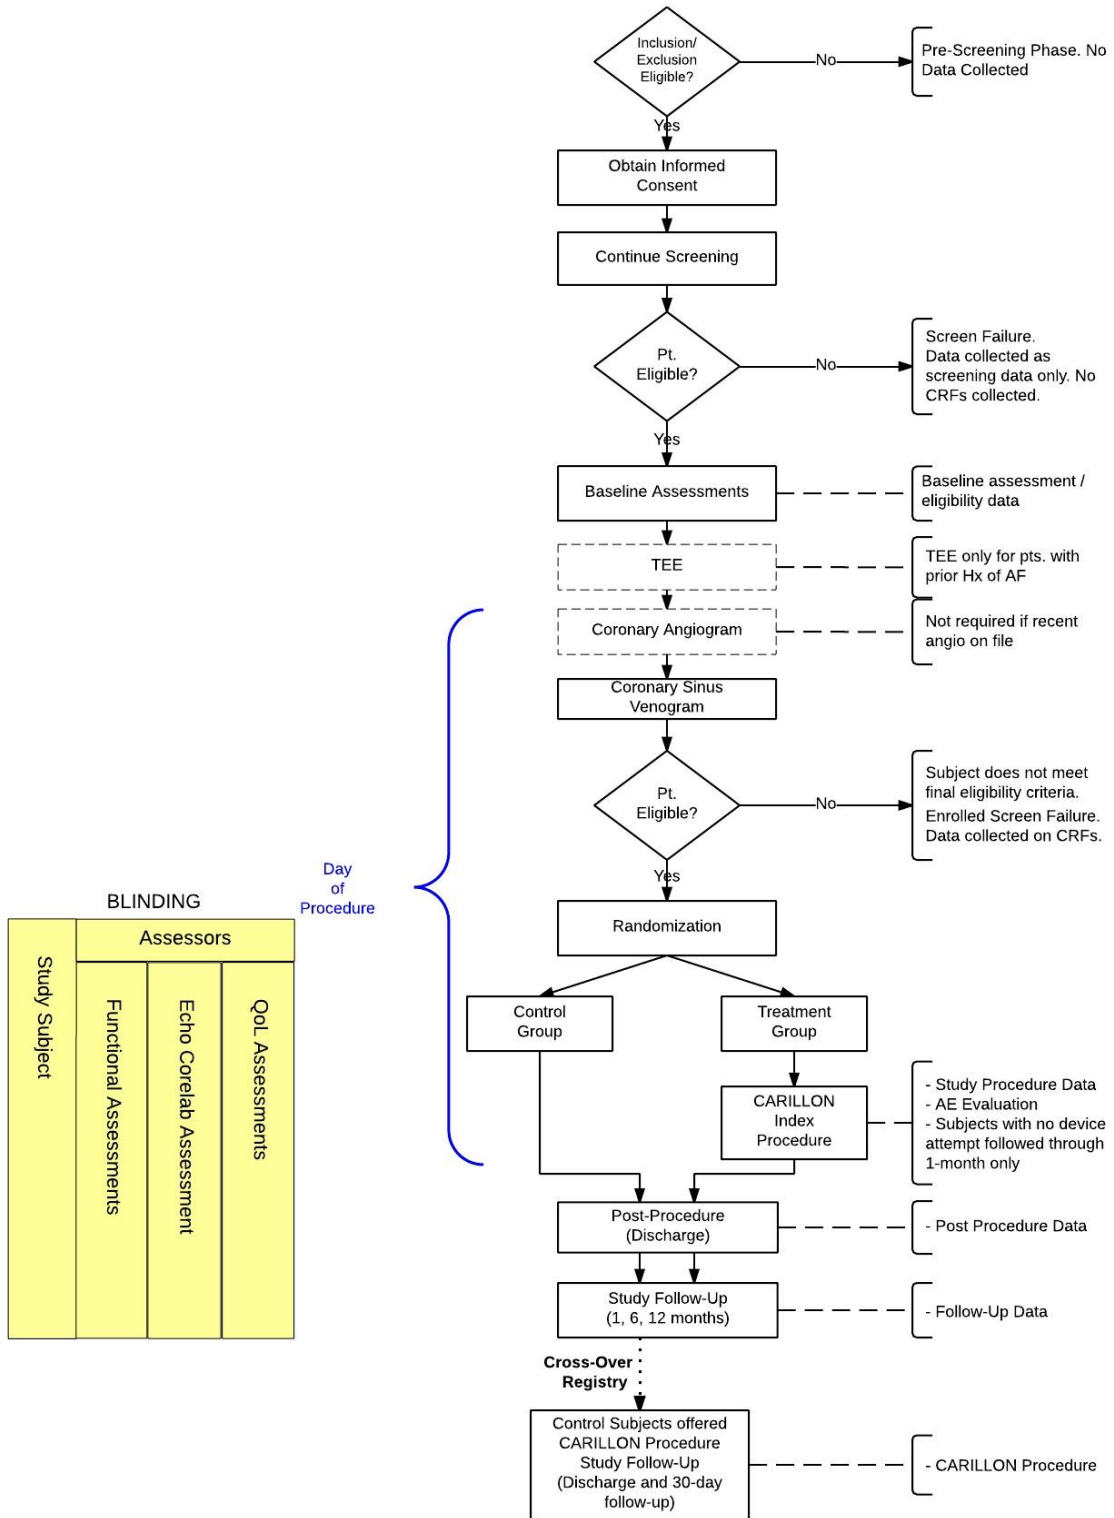 Inclusion/
Exclusion
Eligible?
No
Pre-Screening Phase. No
Data Collected
Yes
Obtain Informed
Consent
Continue Screening
Pt.
Eligible?
No
Screen Failure.
Data collected as
screening data only. No
CRFs collected.
Yes
Baseline Assessments
Baseline assessment /
eligibility data
TEE
TEE only for pts. with
prior Hx of AF
Coronary Angiogram
Not required if recent
angio on file
Coronary Sinus
Venogram
Pt.
Eligible?
No
Subject does not meet
final eligibility criteria.
Enrolled Screen Failure.
Data collected on CRFs.
Yes
Day
of
Procedure
BLINDING
Study Subject
Assessors
Functional Assessments
Echo Corelab Assessment
QoL Assessments
Randomization
Control
Group
Treatment
Group
CARILLON
Index
Procedure
- Study Procedure Data
- AE Evaluation
- Subjects with no device
attempt followed through
1-month only
Post-Procedure
(Discharge)
- Post Procedure Data
Study Follow-Up
(1, 6, 12 months)
- Follow-Up Data
Cross-Over
Registry
Control Subjects offered
CARILLON Procedure
Study Follow-Up
(Discharge and 30-day
follow-up)
- CARILLON Procedure